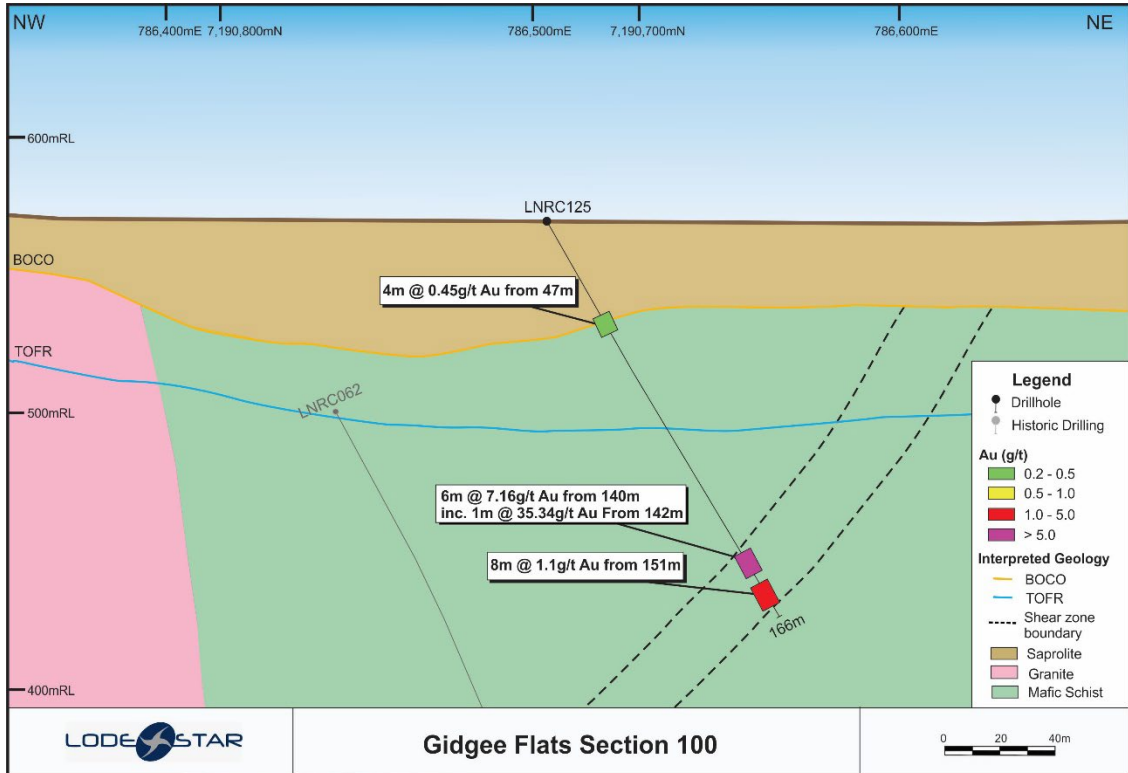 NW
NE
786,400mE
7,190,800mN
786,500mE
7,190,700mN
786,600mE
600mRL
LNRC125
BOCO
4m @ 0.45g/t Au from 47m
TOFR
LNRC062
500mRL
6m @ 7.16g/t Au from 140m
inc. 1m @ 35.34g/t Au From 142m
8m @ 1.1g/t Au from 151m
166m
400mRL
Legend
Drillhole
Historic Drilling
Au (g/t)
0.2 - 0.5
0.5 - 1.0
1.0 - 5.0
> 5.0
Interpreted Geology
BOCO
TOFR
Shear zone
boundary
Saprolite
Granite
Mafic Schist
LODESTAR
Gidgee Flats Section 100
0 20 40m